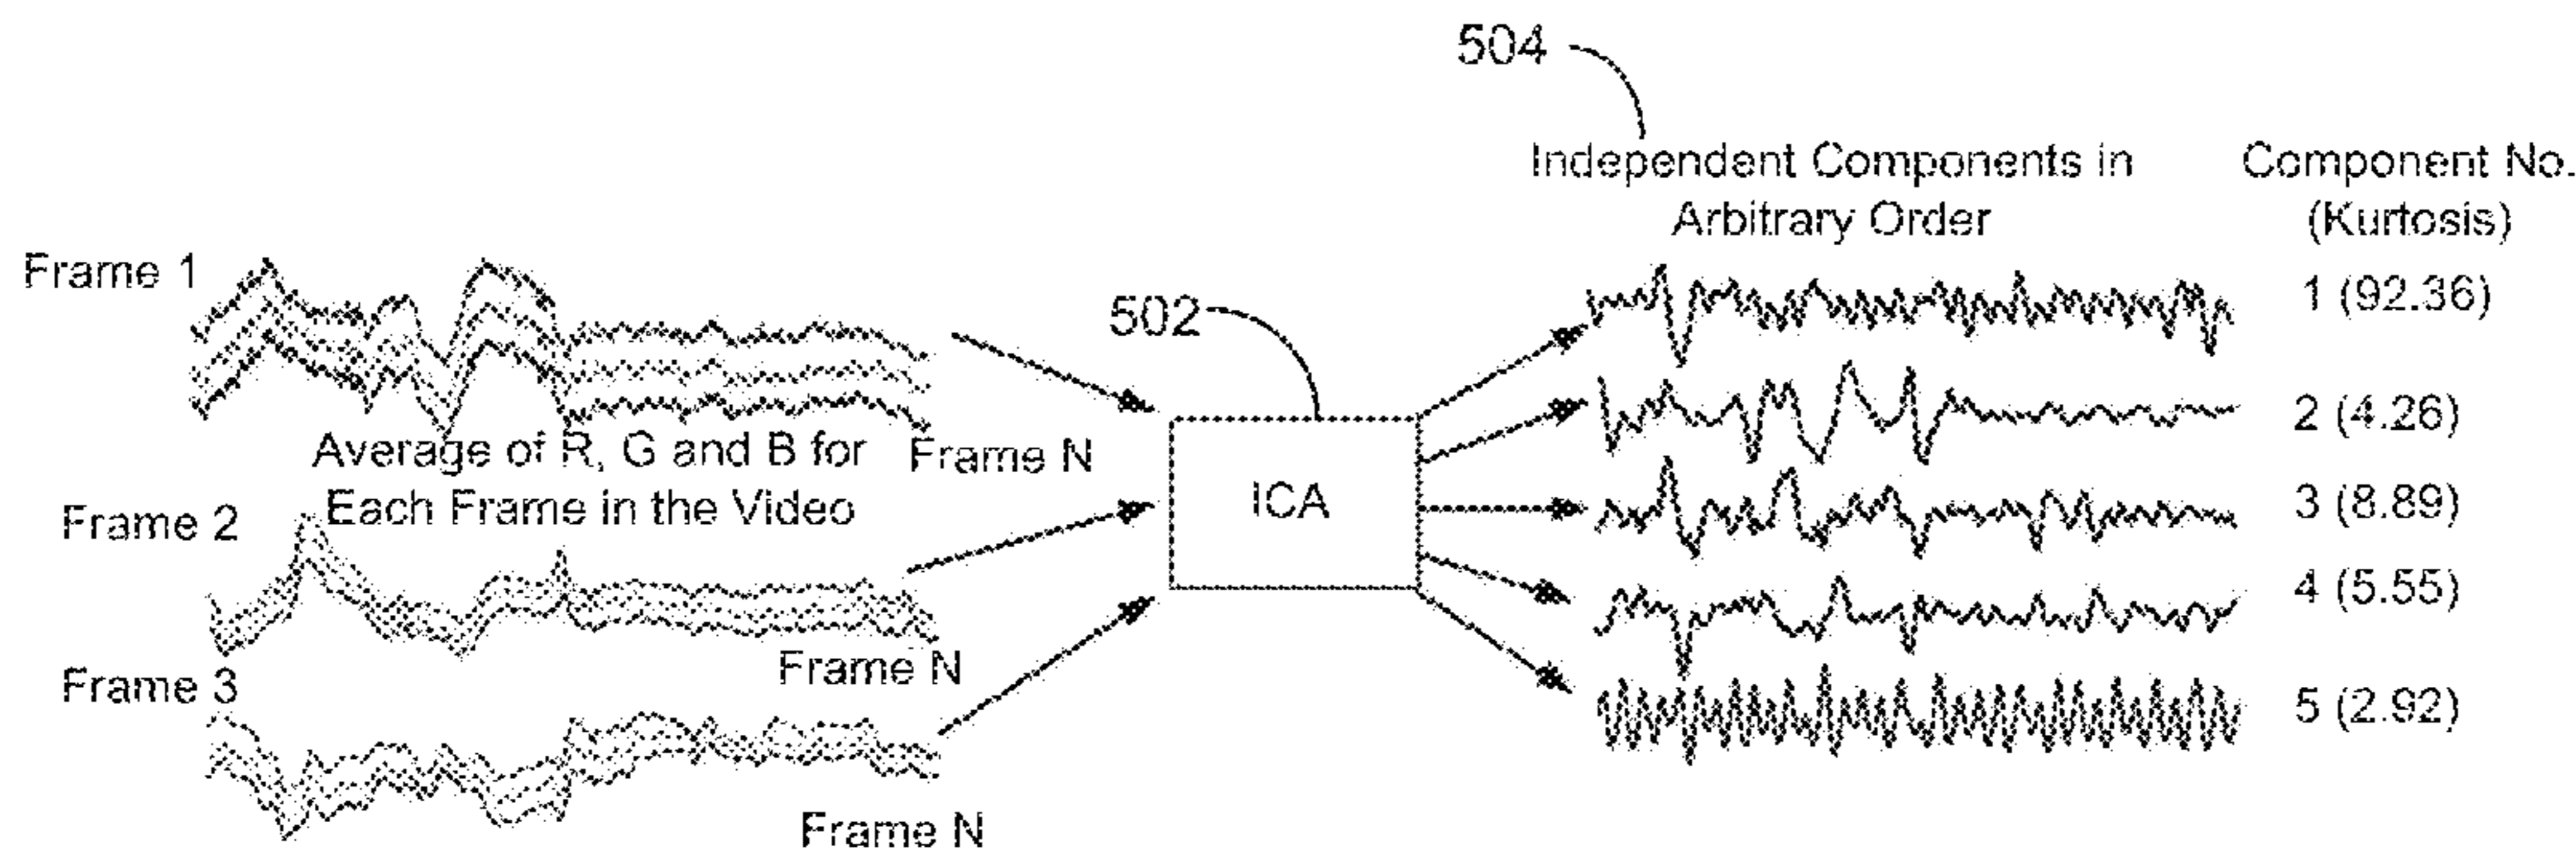 504
Independent Components in
Arbitrary Order
Component No.
(Kurtosis)
Frame 1
502
1 (92.36)
2 (4.26)
Average of R, G and B for
Each Frame in the Video
Frame N
ICA
3 (8.89)
Frame 2
4 (5.55)
Frame N
Frame 3
5 (2.92)
Frame N